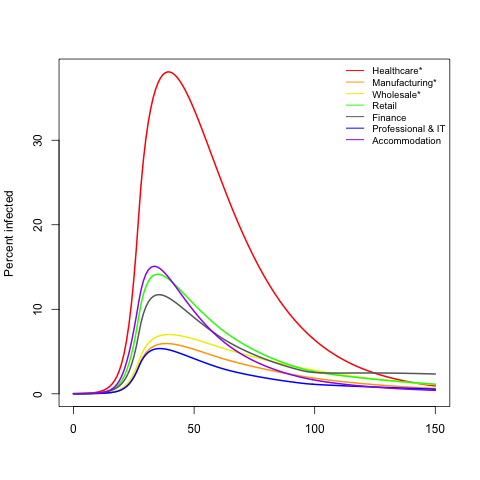 Healthcare*
Manufacturing*
Wholesale*
Retail
Finance
Professional & IT
Accommodation
Percent infected
30
20
10
0
0 50 100 150